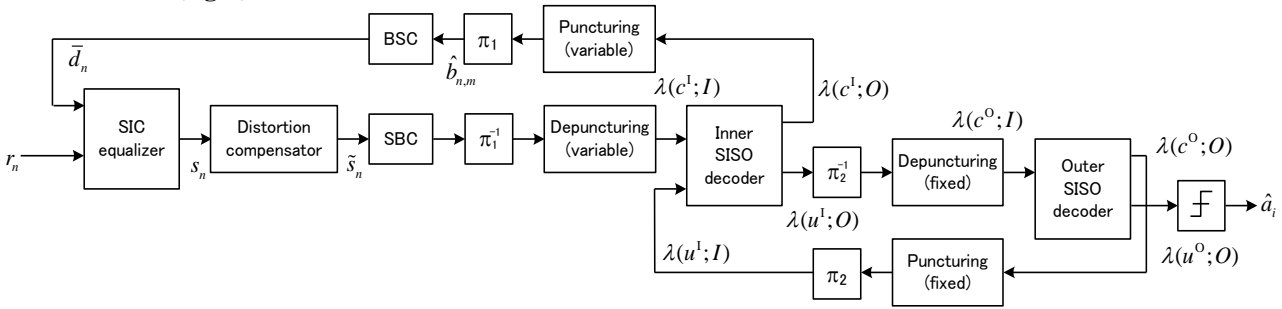 BSC
π₁
Puncturing
(variable)
d̄ₙ
b̂ₙ,ₘ
λ(cᴵ;I)
λ(cᴵ;O)
SIC
equalizer
Distortion
compensator
SBC
π₁⁻¹
Depuncturing
(variable)
Inner
SISO
decoder
rₙ
sₙ
s̃ₙ
π₂⁻¹
λ(cᴼ;I)
Depuncturing
(fixed)
Outer
SISO
decoder
λ(cᴼ;O)
âᵢ
λ(uᴵ;O)
λ(uᴼ;O)
λ(uᴵ;I)
π₂
Puncturing
(fixed)